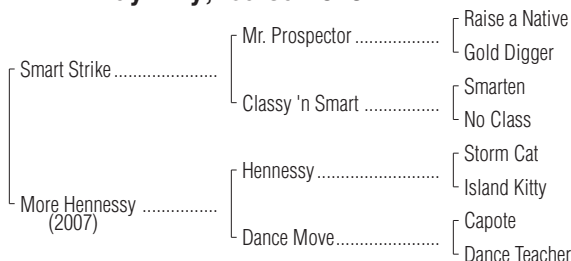 Raise a Native
Mr. Prospector ...................
Gold Digger
Smart Strike .....................
Smarten
Classy 'n Smart .................
No Class
Storm Cat
Hennessy .........................
Island Kitty
More Hennessy ...............
(2007)
Capote
Dance Move.....................
Dance Teacher